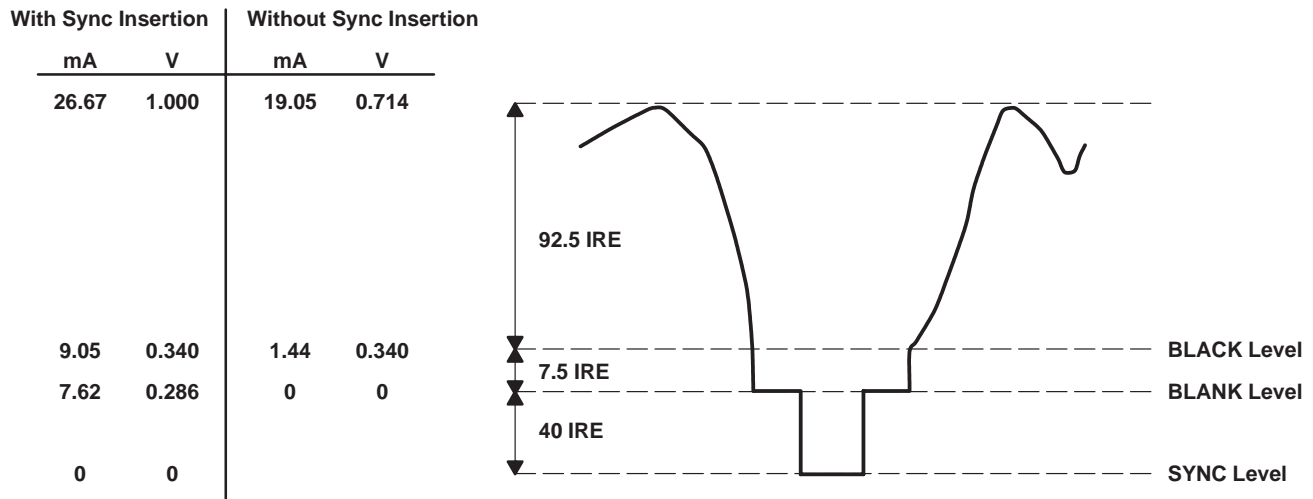 With Sync Insertion Without Sync Insertion
mA V mA V
26.67 1.000 19.05 0.714
92.5 IRE
9.05 0.340 1.44 0.340 BLACK Level
7.5 IRE
7.62 0.286 0 0 BLANK Level
40 IRE
0 0 SYNC Level